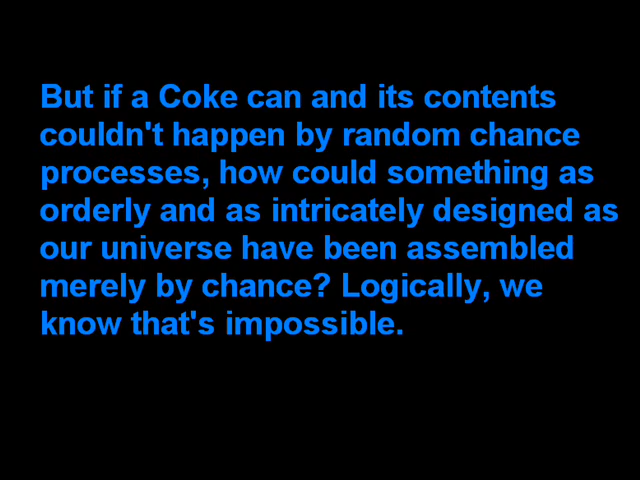 But if a Coke can and its contents
couldn't happen by random chance
processes, how could something as
orderly and as intricately designed as
our universe have been assembled
merely by chance? Logically, we
know that's impossible.